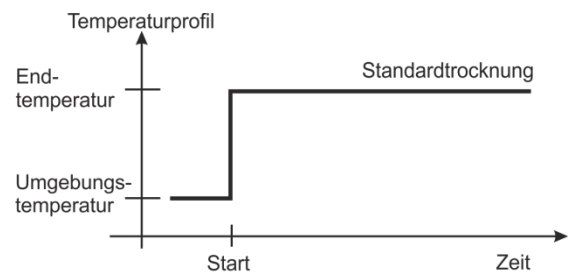 Temperaturprofil
End-
temperatur
Standardtrocknung
Umgebungs-
temperatur
Start
Zeit